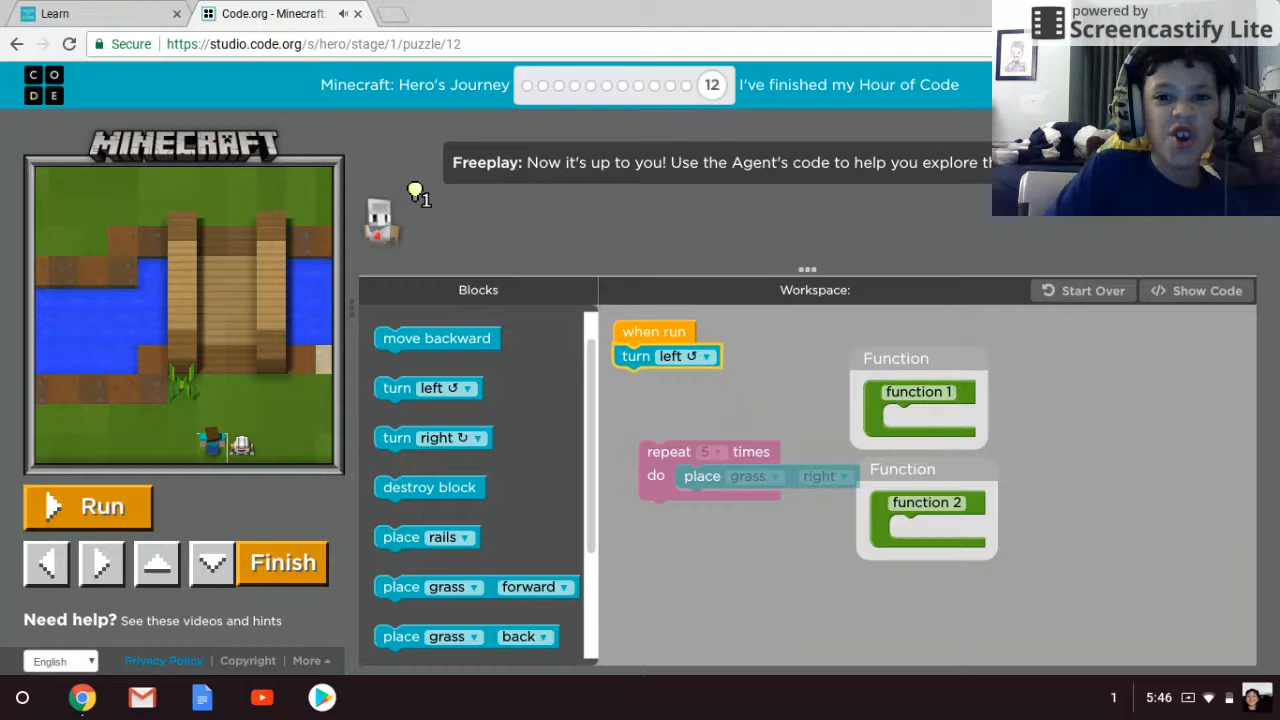 Learn
Code.org - Minecraft:
powered by
Screencastify Lite
Secure
https://studio.code.org/s/hero/stage/1/puzzle/12
C O
D E
Minecraft: Hero's Journey
12
I've finished my Hour of Code
MINECRAFT
Freeplay: Now it's up to you! Use the Agent's code to help you explore th
1
Blocks
Workspace:
Start Over
</> Show Code
move backward
turn left ↺
turn right ↻
destroy block
place rails
place grass forward
place grass back
when run
turn left ↺
repeat 5 times
do place grass right
Function
function 1
Function
function 2
Run
Finish
Need help? See these videos and hints
English
Privacy Policy | Copyright | More
1
5:46